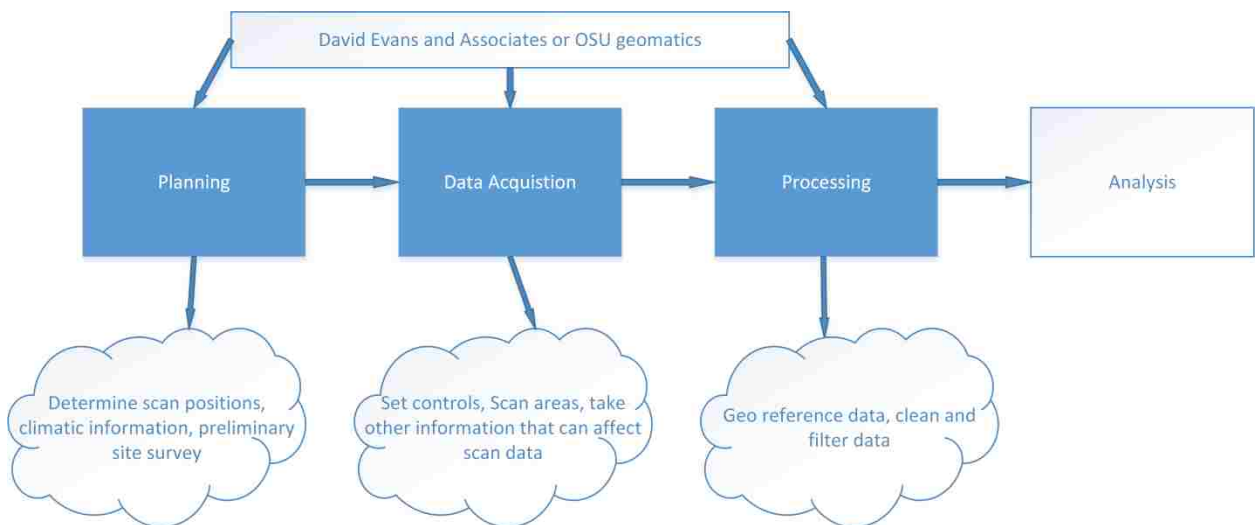 David Evans and Associates or OSU geomatics
Planning
Data Acquistion
Processing
Analysis
Determine scan positions,
climatic information, preliminary
site survey
Set controls, Scan areas, take
other information that can affect
scan data
Geo reference data, clean and
filter data